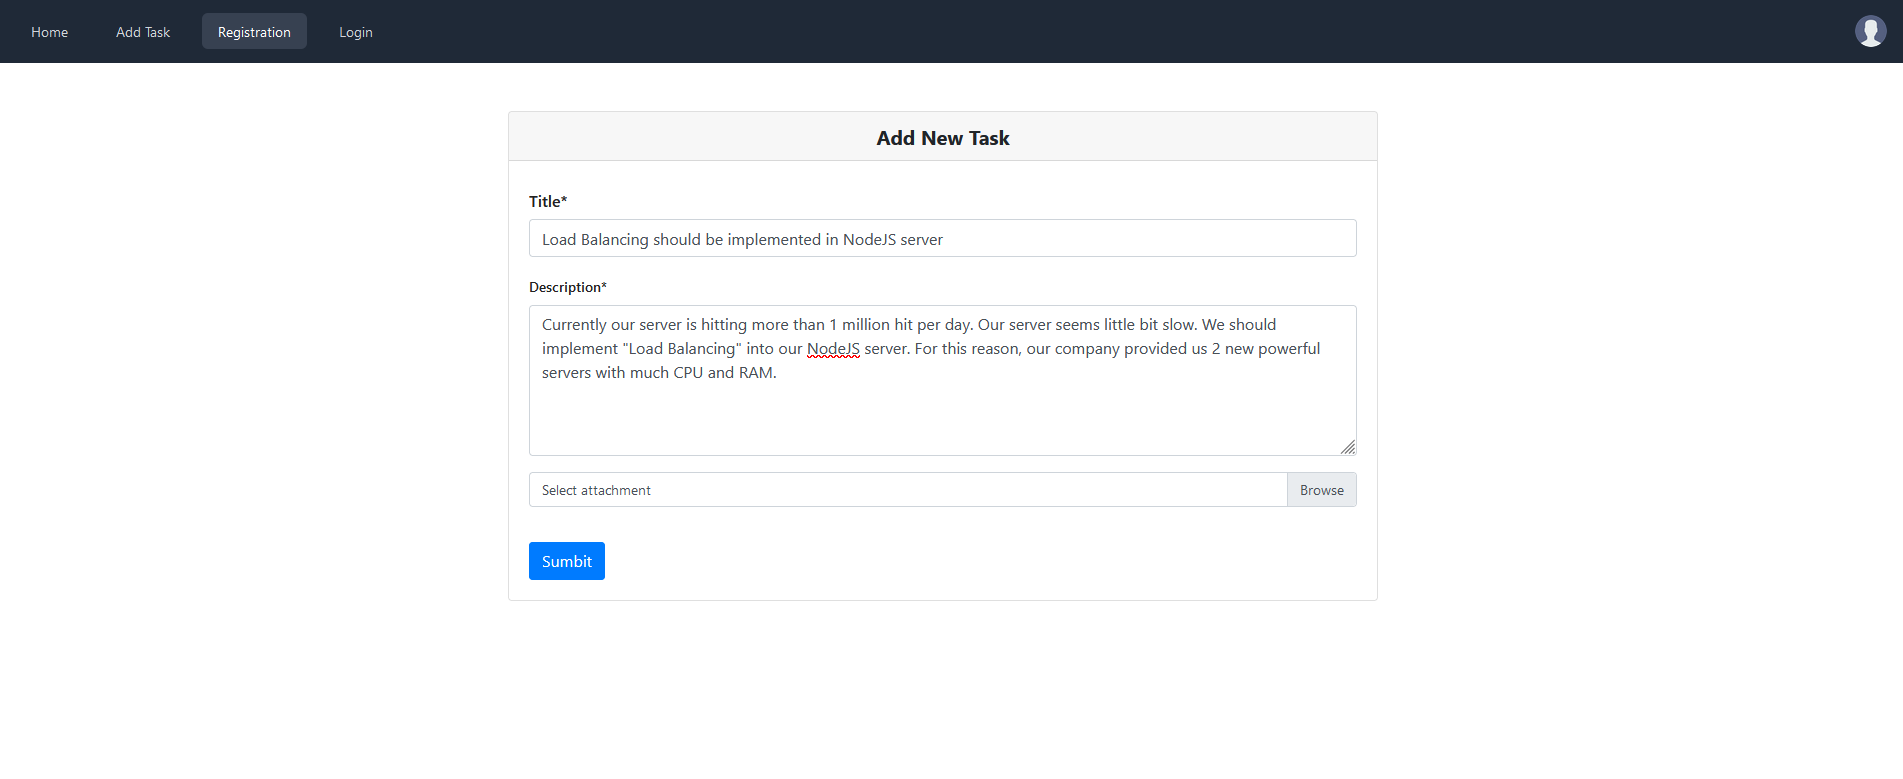 Home Add Task Registration Login
Add New Task
Title*
Load Balancing should be implemented in NodeJS server
Description*
Currently our server is hitting more than 1 million hit per day. Our server seems little bit slow. We should
implement "Load Balancing" into our NodeJS server. For this reason, our company provided us 2 new powerful
servers with much CPU and RAM.
Select attachment Browse
Sumbit